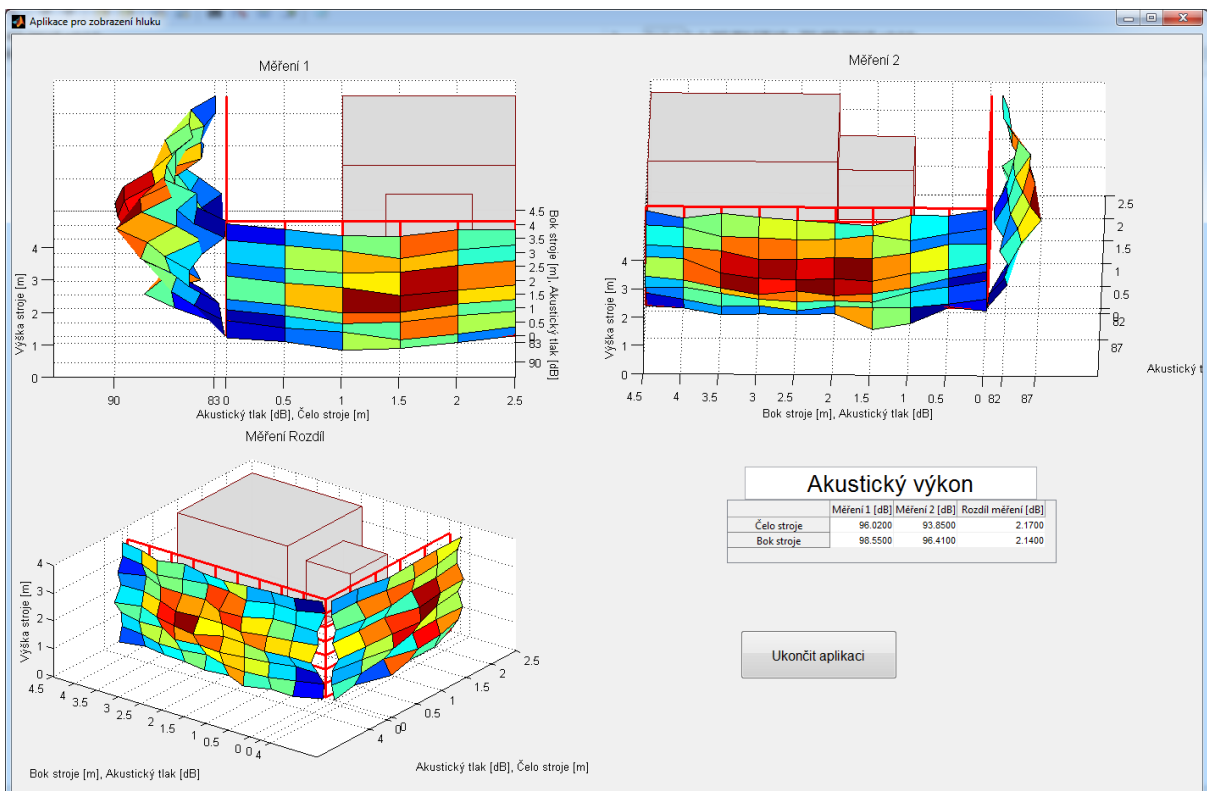 Aplikace pro zobrazení hluku
Měření 1
4
3
2
1
0
Výška stroje [m]
4.5
4
3.5
3
2.5
2
1.5
1
0.5
0
83
90
Bok stroje [m], Akustický tlak [dB]
90 83 0 0.5 1 1.5 2 2.5
Akustický tlak [dB], Čelo stroje [m]
Měření 2
4
3
2
1
0
Výška stroje [m]
2.5
2
1.5
1
0.5
0
82
87
Akustický t
4.5 4 3.5 3 2.5 2 1.5 1 0.5 0 82 87
Bok stroje [m], Akustický tlak [dB]
Měření Rozdíl
4
3
2
1
0
Výška stroje [m]
4.5 4 3.5 3 2.5 2 1.5 1 0.5 0 0 4
4 0 0 0.5 1 1.5 2 2.5
Bok stroje [m], Akustický tlak [dB]
Akustický tlak [dB], Čelo stroje [m]
Akustický výkon
Měření 1 [dB] Měření 2 [dB] Rozdíl měření [dB]
Čelo stroje 96.0200 93.8500 2.1700
Bok stroje 98.5500 96.4100 2.1400
Ukončit aplikaci